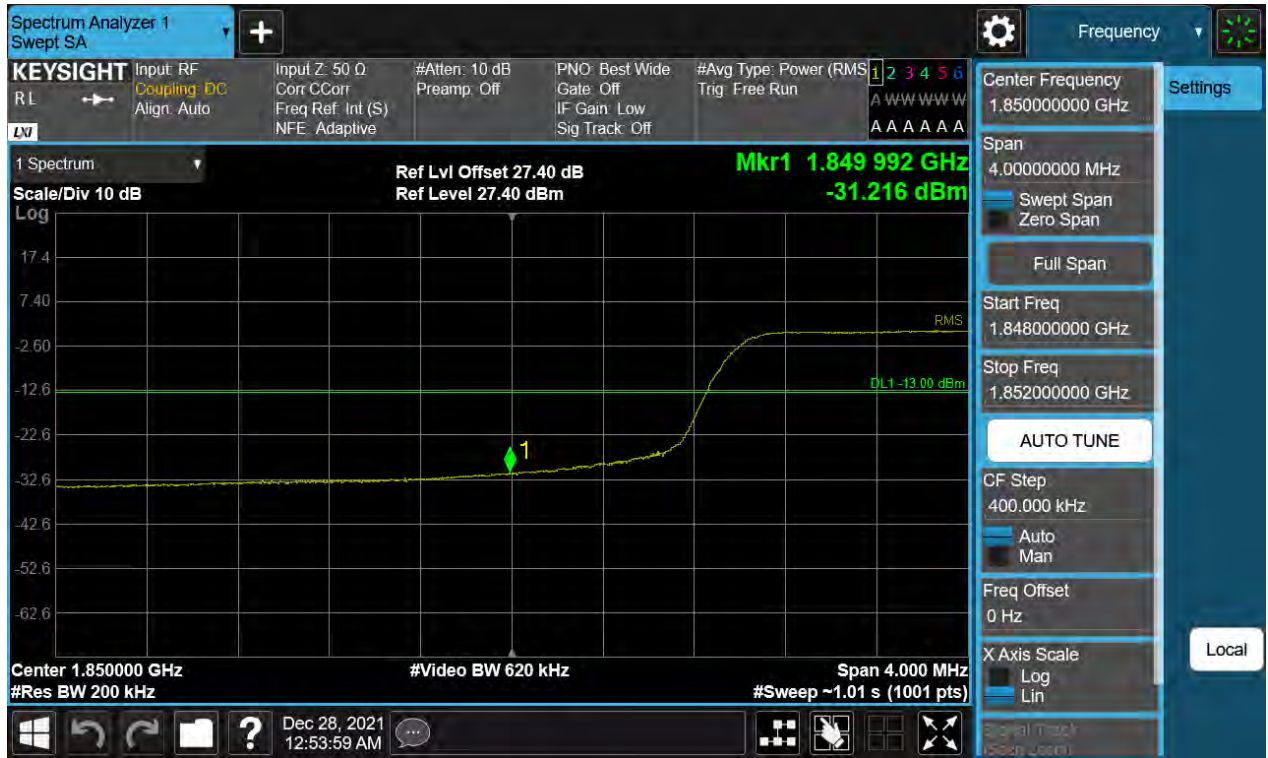 Spectrum Analyzer 1
Swept SA
+
Frequency
KEYSIGHT
RL
LXI
Input: RF
Coupling: DC
Align: Auto
Input Z: 50 Ω
Corr CCorr
Freq Ref: Int (S)
NFE: Adaptive
#Atten: 10 dB
Preamp: Off
PNO: Best Wide
Gate: Off
IF Gain: Low
Sig Track: Off
#Avg Type: Power (RMS
Trig: Free Run
1 2 3 4 5 6
A W W W W W
A A A A A A
1 Spectrum
Scale/Div 10 dB
Ref Lvl Offset 27.40 dB
Ref Level 27.40 dBm
Mkr1 1.849 992 GHz
-31.216 dBm
Log
17.4
7.40
-2.60
-12.6
-22.6
-32.6
-42.6
-52.6
-62.6
RMS
DL1 -13.00 dBm
1
Center 1.850000 GHz
#Res BW 200 kHz
#Video BW 620 kHz
Span 4.000 MHz
#Sweep ~1.01 s (1001 pts)
Center Frequency
1.850000000 GHz
Span
4.00000000 MHz
Swept Span
Zero Span
Full Span
Start Freq
1.848000000 GHz
Stop Freq
1.852000000 GHz
AUTO TUNE
CF Step
400.000 kHz
Auto
Man
Freq Offset
0 Hz
X Axis Scale
Log
Lin
Signal Track
(Span Zoom)
Settings
Local
?
Dec 28, 2021
12:53:59 AM